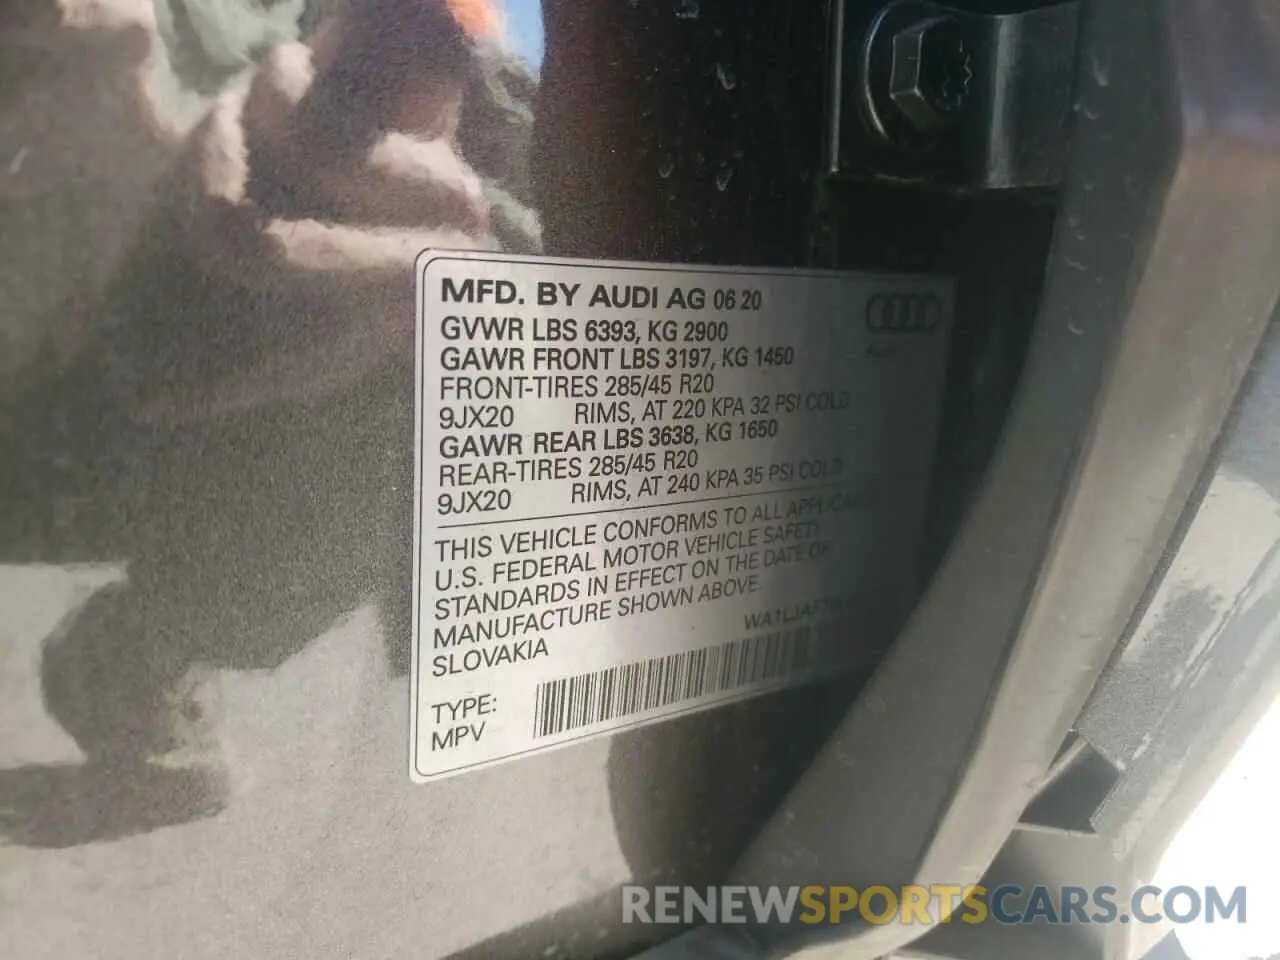 MFD. BY AUDI AG 06 20
GVWR LBS 6393, KG 2900
GAWR FRONT LBS 3197, KG 1450
FRONT-TIRES 285/45 R20
9JX20 RIMS, AT 220 KPA 32 PSI COLD
GAWR REAR LBS 3638, KG 1650
REAR-TIRES 285/45 R20
9JX20 RIMS, AT 240 KPA 35 PSI COLD
THIS VEHICLE CONFORMS TO ALL
U.S. FEDERAL MOTOR VEHICLE SAFETY
STANDARDS IN EFFECT ON THE DATE OF
MANUFACTURE SHOWN ABOVE
SLOVAKIA
TYPE:
MPV
RENEWSPORTSCARS.COM